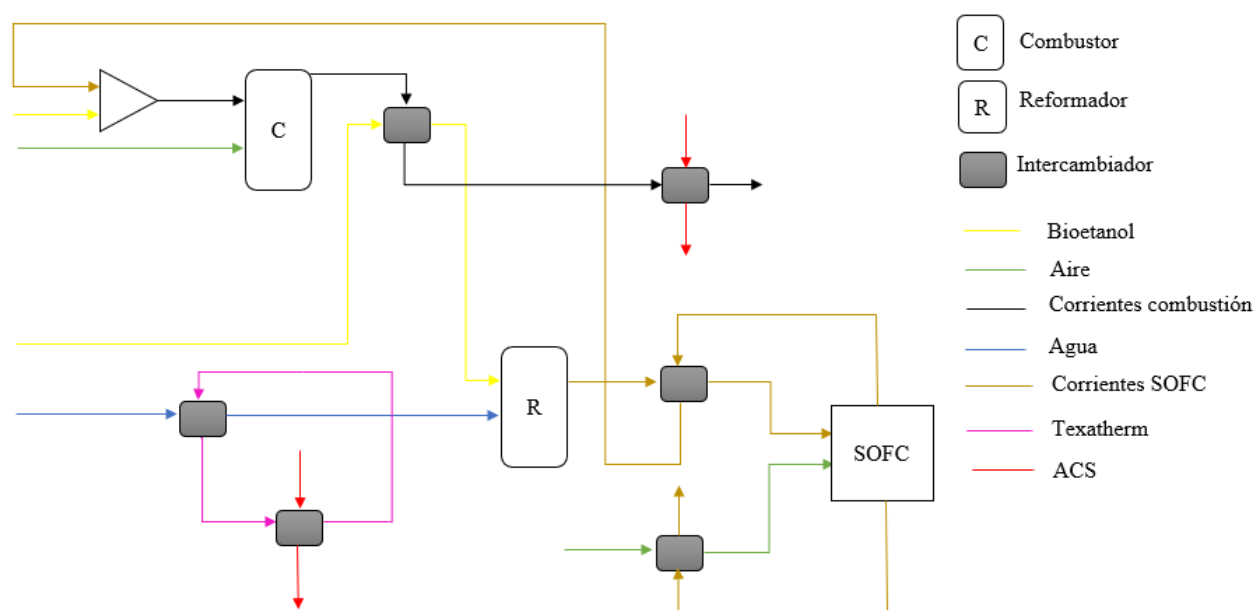 C
Combustor
R
Reformador
Intercambiador
C
Bioetanol
Aire
Corrientes combustión
Agua
Corrientes SOFC
Texatherm
ACS
R
SOFC